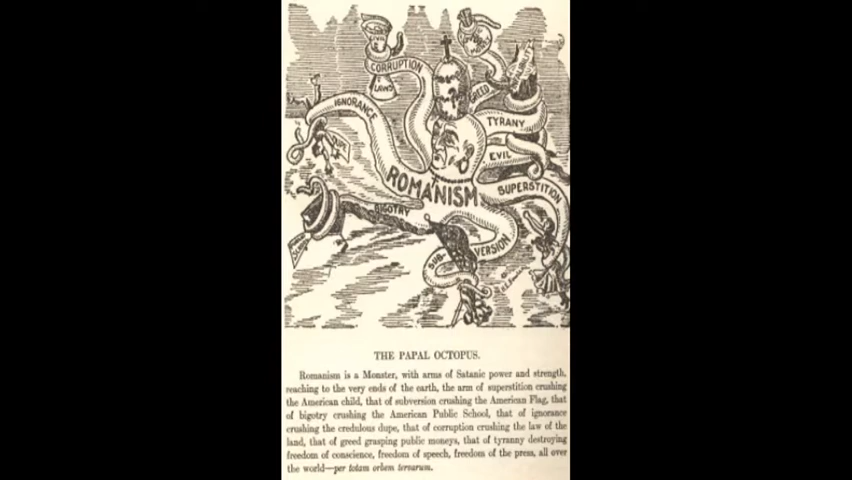 CIVIL
LAWS
CORRUPTION
GREED
TYRANY
IGNORANCE
EVIL
ROMANISM
SUPERSTITION
BIGOTRY
SUB-
VERSION
THE PAPAL OCTOPUS.
Romanism is a Monster, with arms of Satanic power and strength,
reaching to the very ends of the earth, the arm of superstition crushing
the American child, that of subversion crushing the American Flag, that
of bigotry crushing the American Public School, that of ignorance
crushing the credulous dupe, that of corruption crushing the law of the
land, that of greed grasping public moneys, that of tyranny destroying
freedom of conscience, freedom of speech, freedom of the press, all over
the world—per totam orbem terrarum.